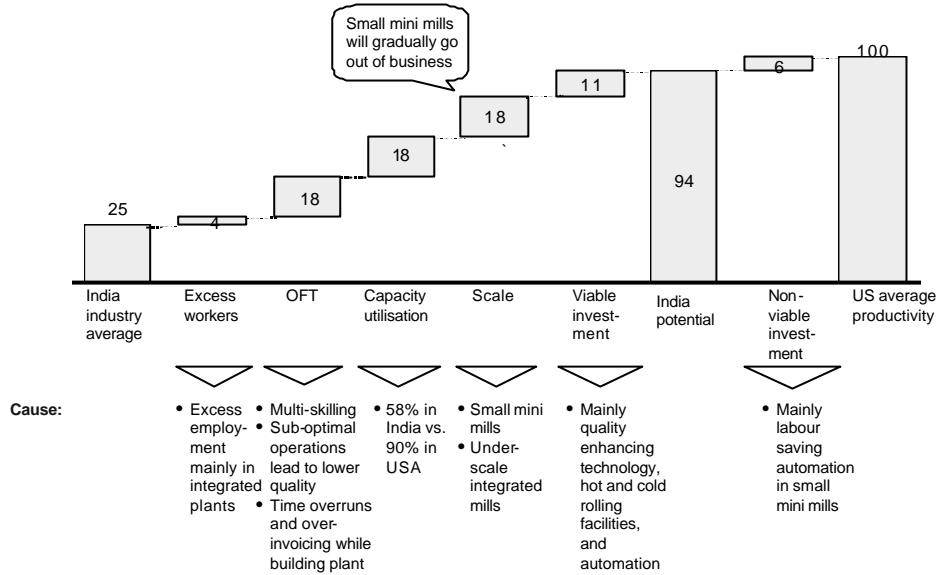 Small mini mills
will gradually go
out of business
25
4
18
18
18
11
94
6
100
India
industry
average
Excess
workers
OFT
Capacity
utilisation
Scale
Viable
invest-
ment
India
potential
Non-
viable
invest-
ment
US average
productivity
Cause:
• Excess
employ-
ment
mainly in
integrated
plants
• Multi-skilling
• Sub-optimal
operations
lead to lower
quality
• Time overruns
and over-
invoicing while
building plant
• 58% in
India vs.
90% in
USA
• Small mini
mills
• Under-
scale
integrated
mills
• Mainly
quality
enhancing
technology,
hot and cold
rolling
facilities,
and
automation
• Mainly
labour
saving
automation
in small
mini mills